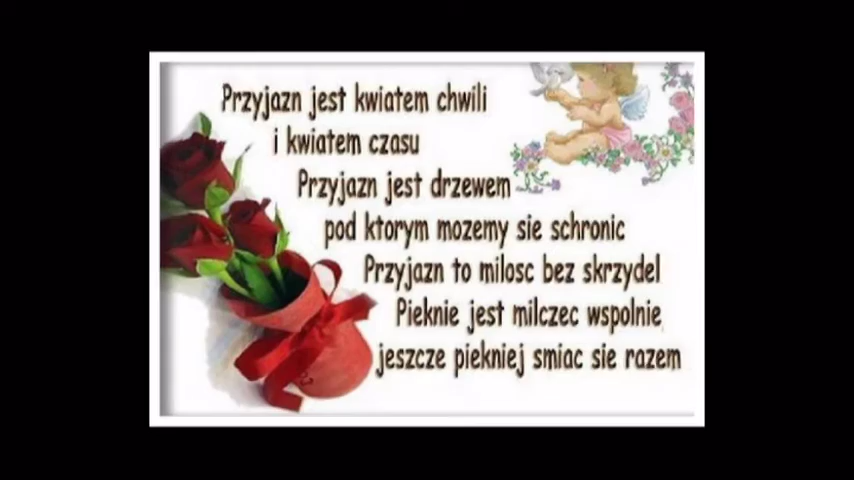 Przyjazn jest kwiatem chwili
i kwiatem czasu
Przyjazn jest drzewem
pod ktorym mozemy sie schronic
Przyjazn to milosc bez skrzydel
Pieknie jest milczec wspolnie,
jeszcze piekniej smiac sie razem